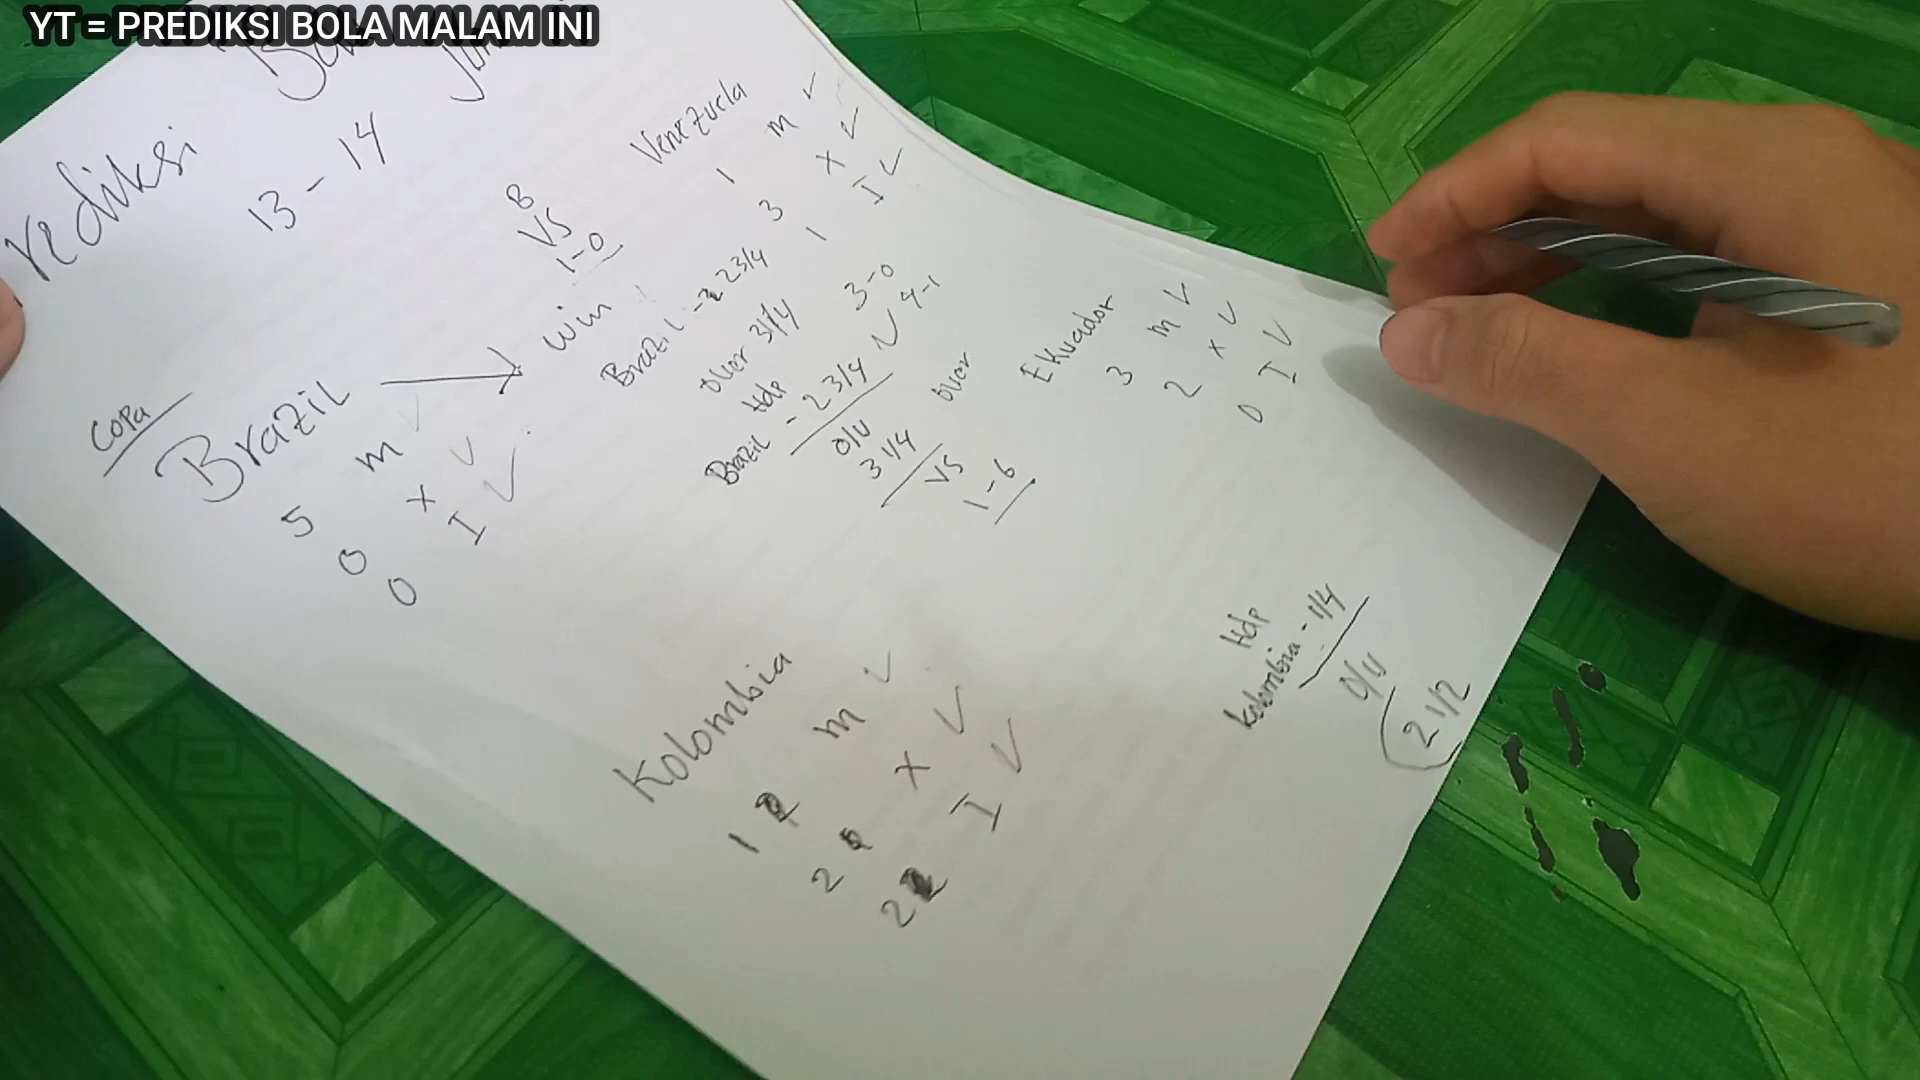 YT = PREDIKSI BOLA MALAM INI
rediksi
13 - 14
Copa
Brazil
5 m
0 x
0 I
B
VS
1-0
win
Venezuela
1 m
3 x
1 I
Brazil - 2 3/4
Over 3 1/4
3-0
4-1
Hdp
Brazil - 2 3/4
O/U
3 1/4
Over
Kolombia
1 m
2 x
2 I
VS
1-6
Ekuador
3 m
2 x
0 I
Hdp
Kolombia - 1/4
O/U
2 1/2